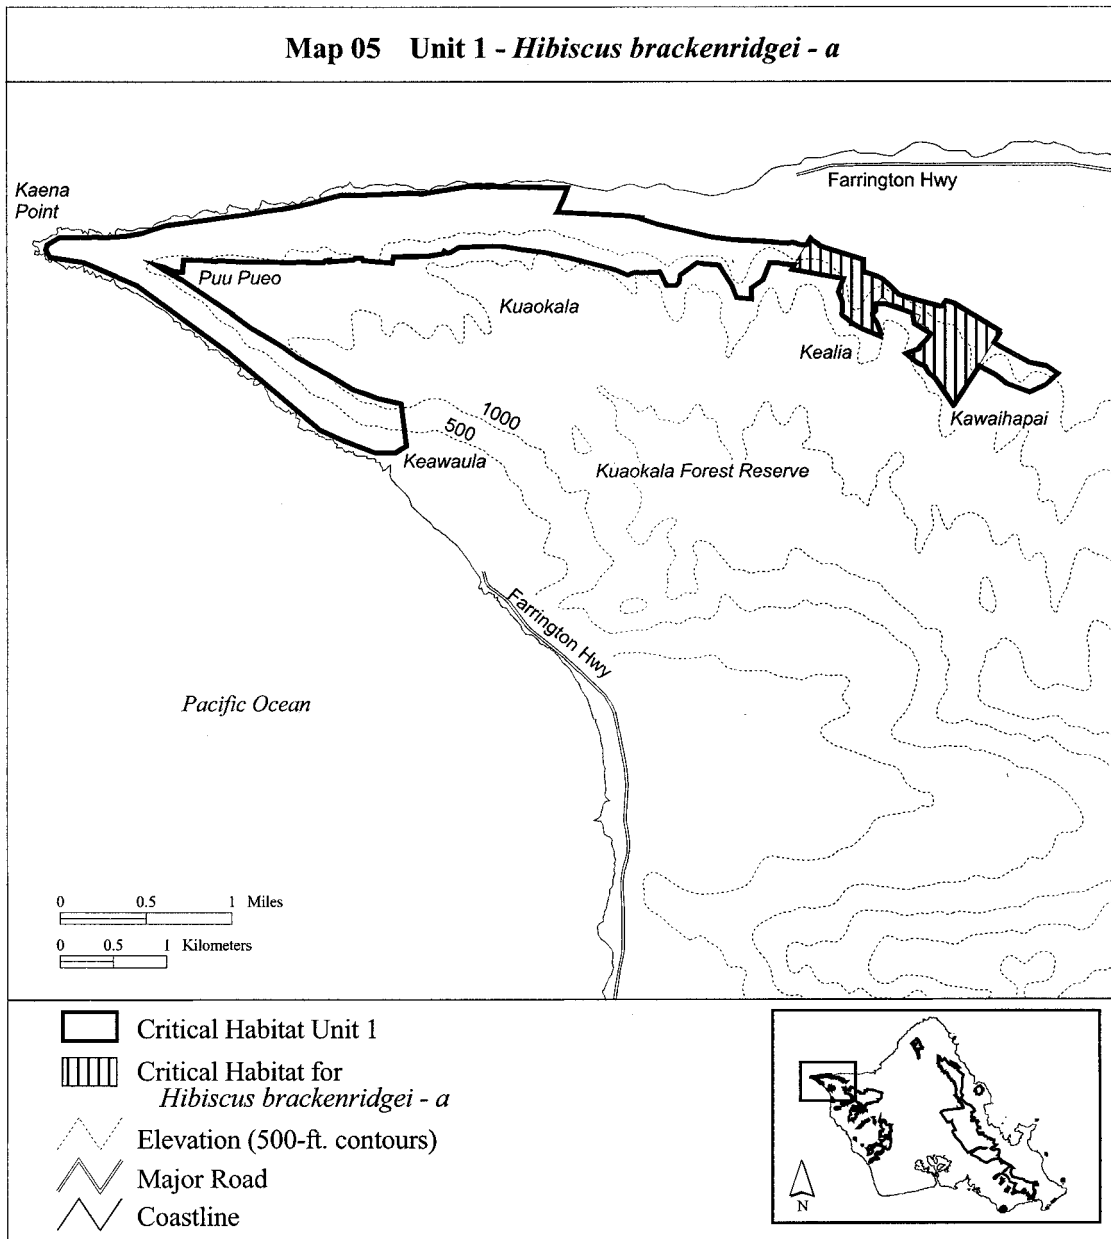 Map 05 Unit 1 - Hibiscus brackenridgei - a
Kaena
Point
Farrington Hwy
Puu Pueo
Kuaokala
Kealia
Kawaihapai
1000
500
Keawaula
Kuaokala Forest Reserve
Farrington Hwy
Pacific Ocean
0 0.5 1 Miles
0 0.5 1 Kilometers
Critical Habitat Unit 1
Critical Habitat for
Hibiscus brackenridgei - a
Elevation (500-ft. contours)
Major Road
Coastline
N